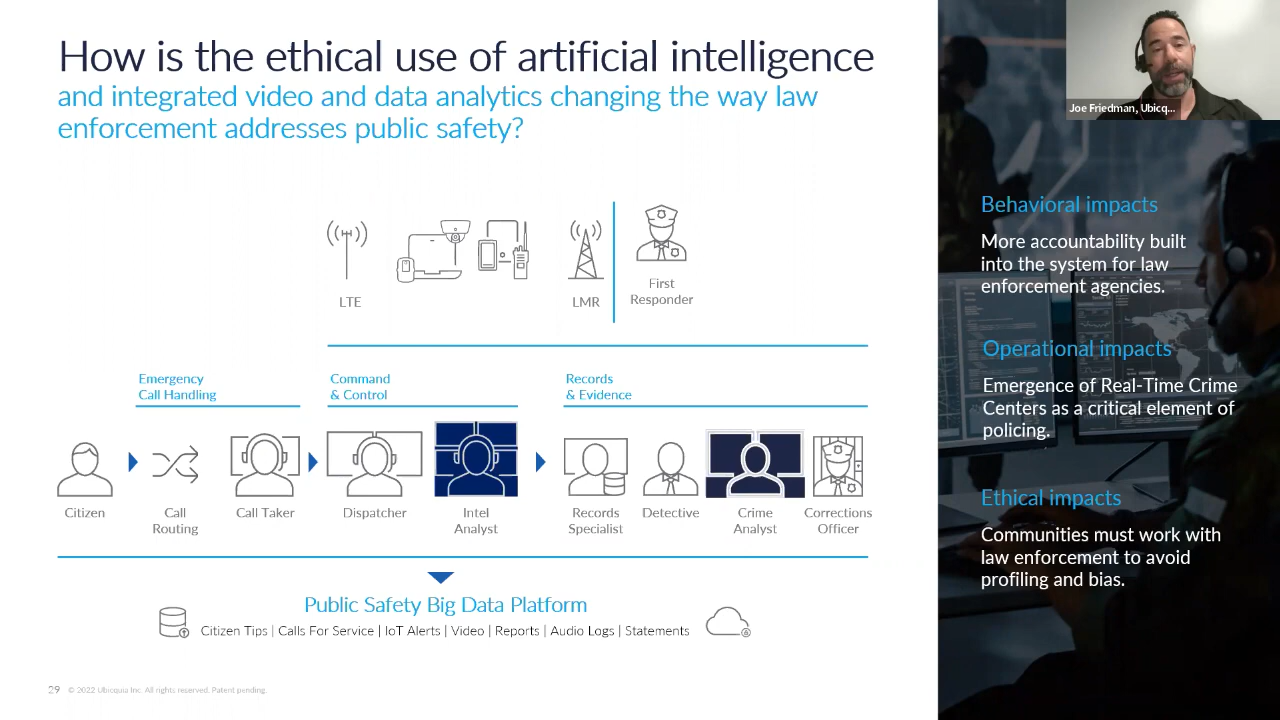 How is the ethical use of artificial intelligence
and integrated video and data analytics changing the way law
enforcement addresses public safety?
Joe Friedman, Ubicq...
LTE
LMR
First
Responder
Emergency
Call Handling
Command
& Control
Records
& Evidence
Citizen
Call
Routing
Call Taker
Dispatcher
Intel
Analyst
Records
Specialist
Detective
Crime
Analyst
Corrections
Officer
Public Safety Big Data Platform
Citizen Tips | Calls For Service | IoT Alerts | Video | Reports | Audio Logs | Statements
Behavioral impacts
More accountability built
into the system for law
enforcement agencies.
Operational impacts
Emergence of Real-Time Crime
Centers as a critical element of
policing.
Ethical impacts
Communities must work with
law enforcement to avoid
profiling and bias.
29 © 2022 Ubicquia Inc. All rights reserved. Patent pending.